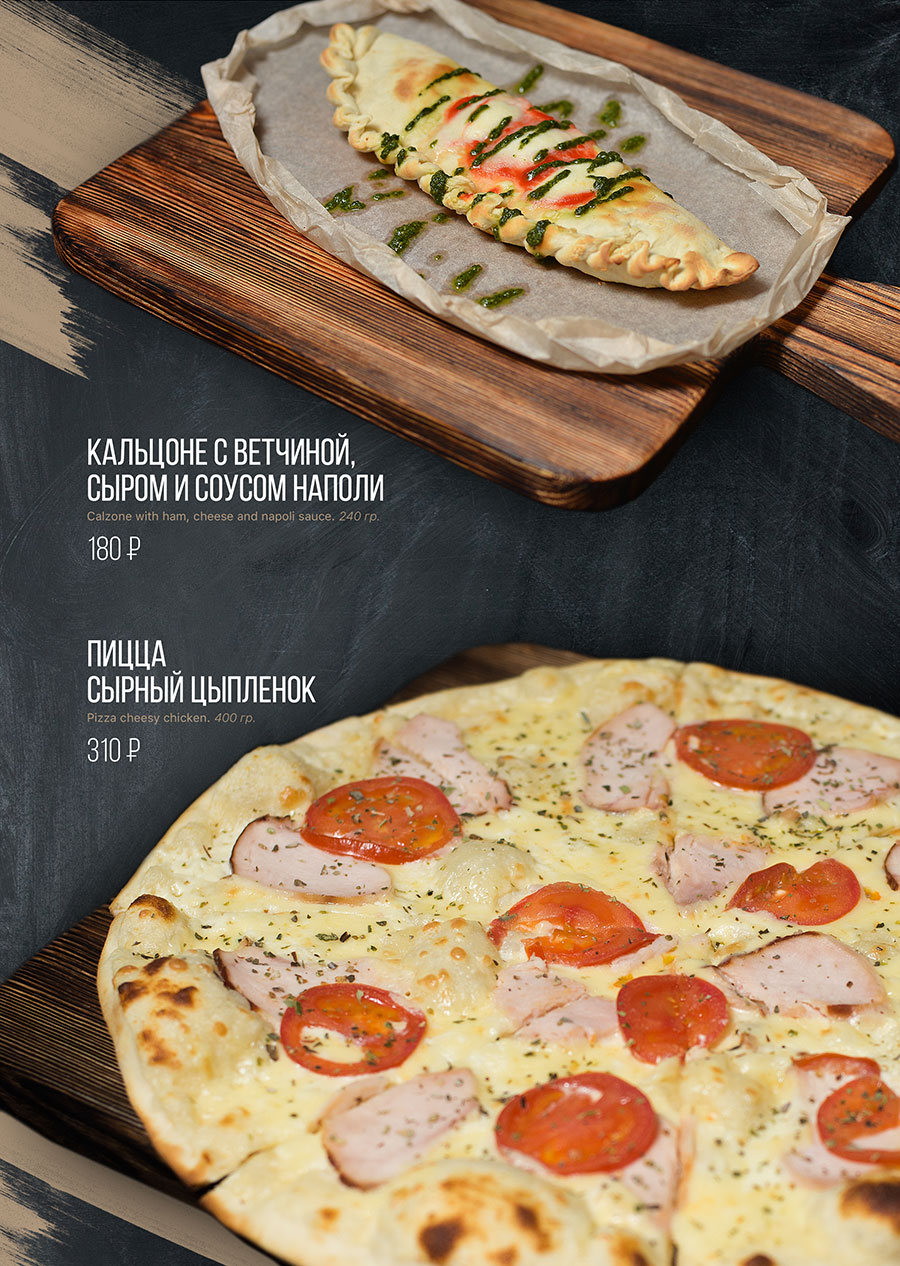 КАЛЬЦОНЕ С ВЕТЧИНОЙ,
СЫРОМ И СОУСОМ НАПОЛИ
Calzone with ham, cheese and napoli sauce. 240 гр.
180 ₽
ПИЦЦА
СЫРНЫЙ ЦЫПЛЕНОК
Pizza cheesy chicken. 400 гр.
310 ₽